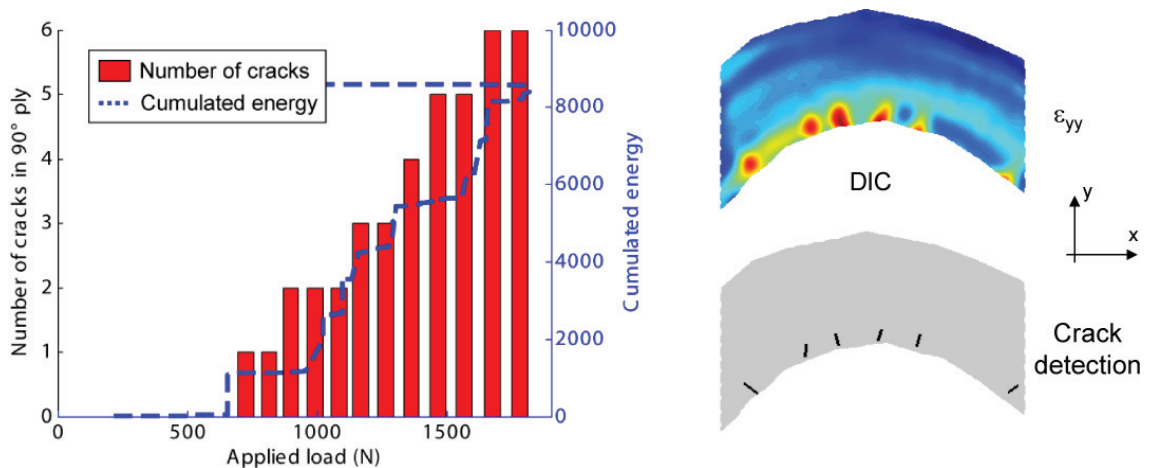 6
5
4
3
2
1
0
Number of cracks in 90° ply
Number of cracks
Cumulated energy
0
500
1000
1500
Applied load (N)
10000
8000
6000
4000
2000
0
Cumulated energy
εyy
DIC
y
x
Crack
detection